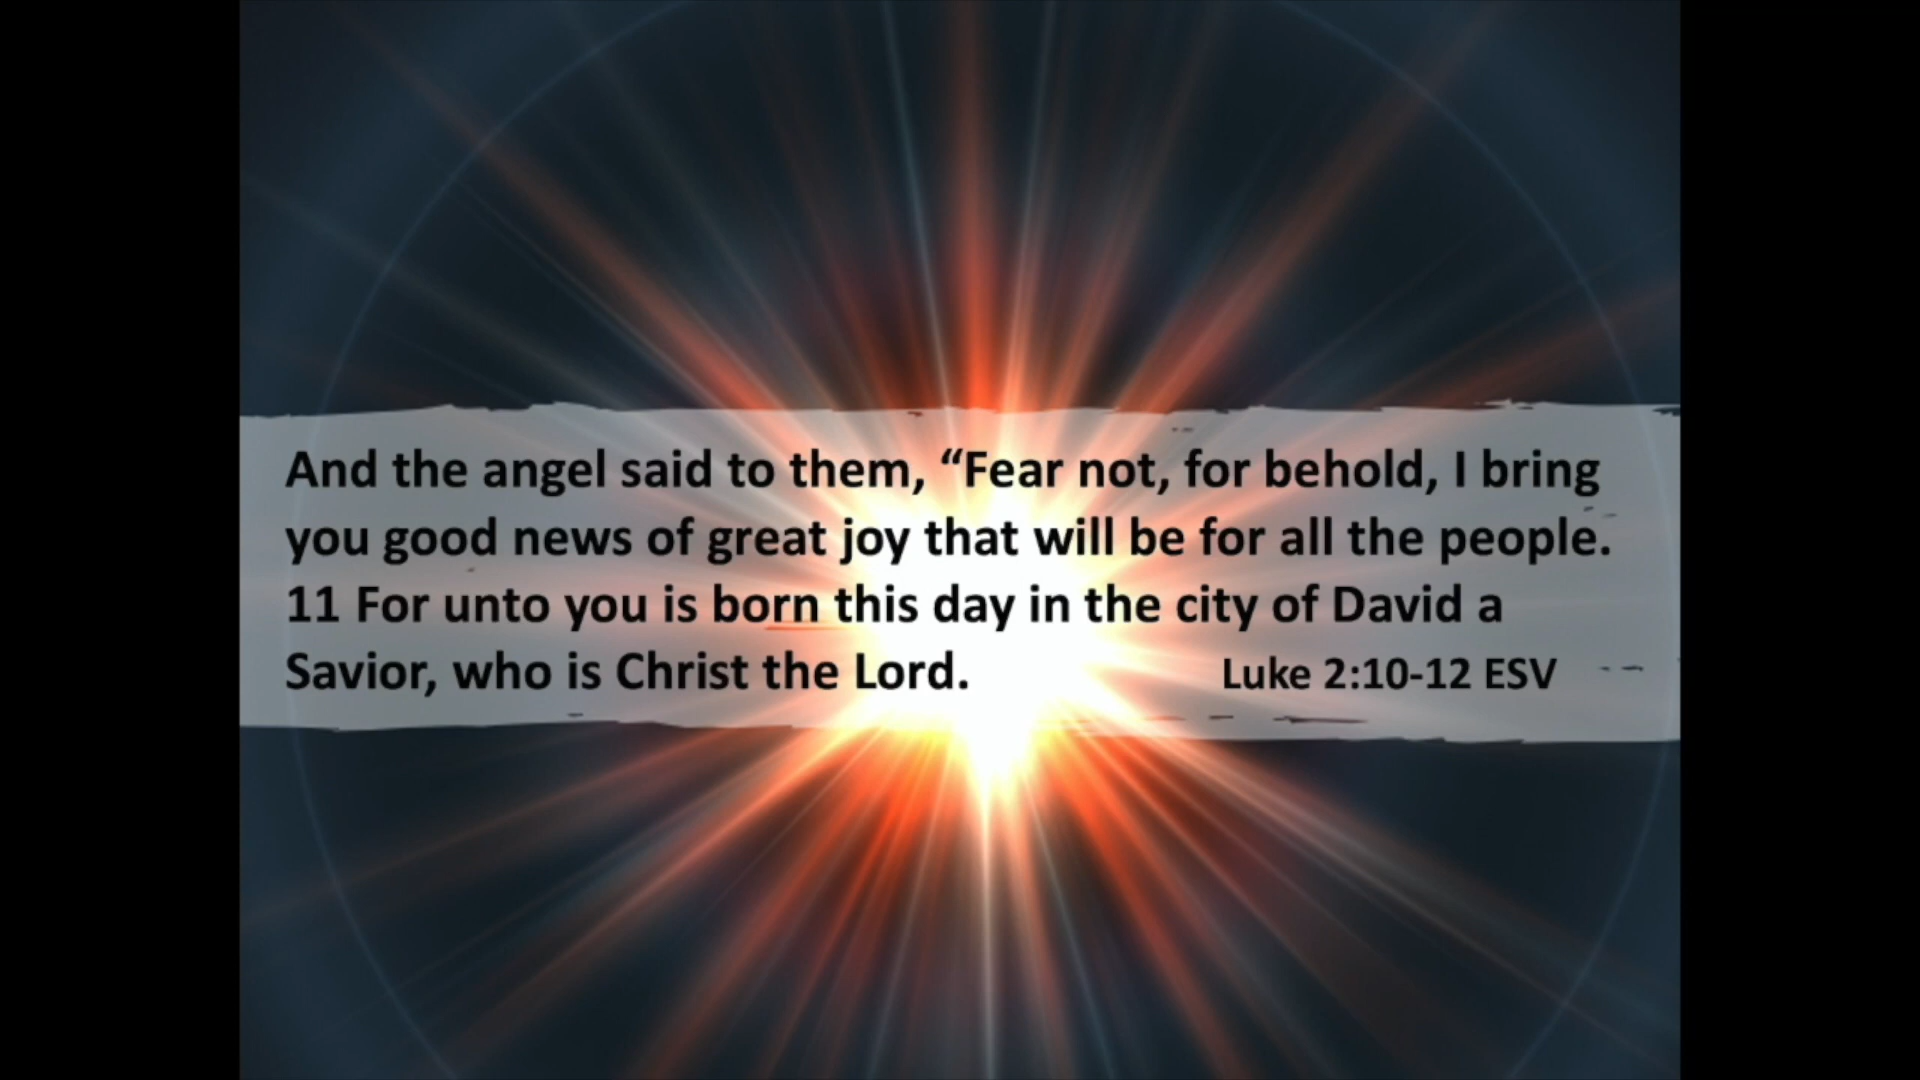 And the angel said to them, “Fear not, for behold, I bring
you good news of great joy that will be for all the people.
11 For unto you is born this day in the city of David a
Savior, who is Christ the Lord. Luke 2:10-12 ESV